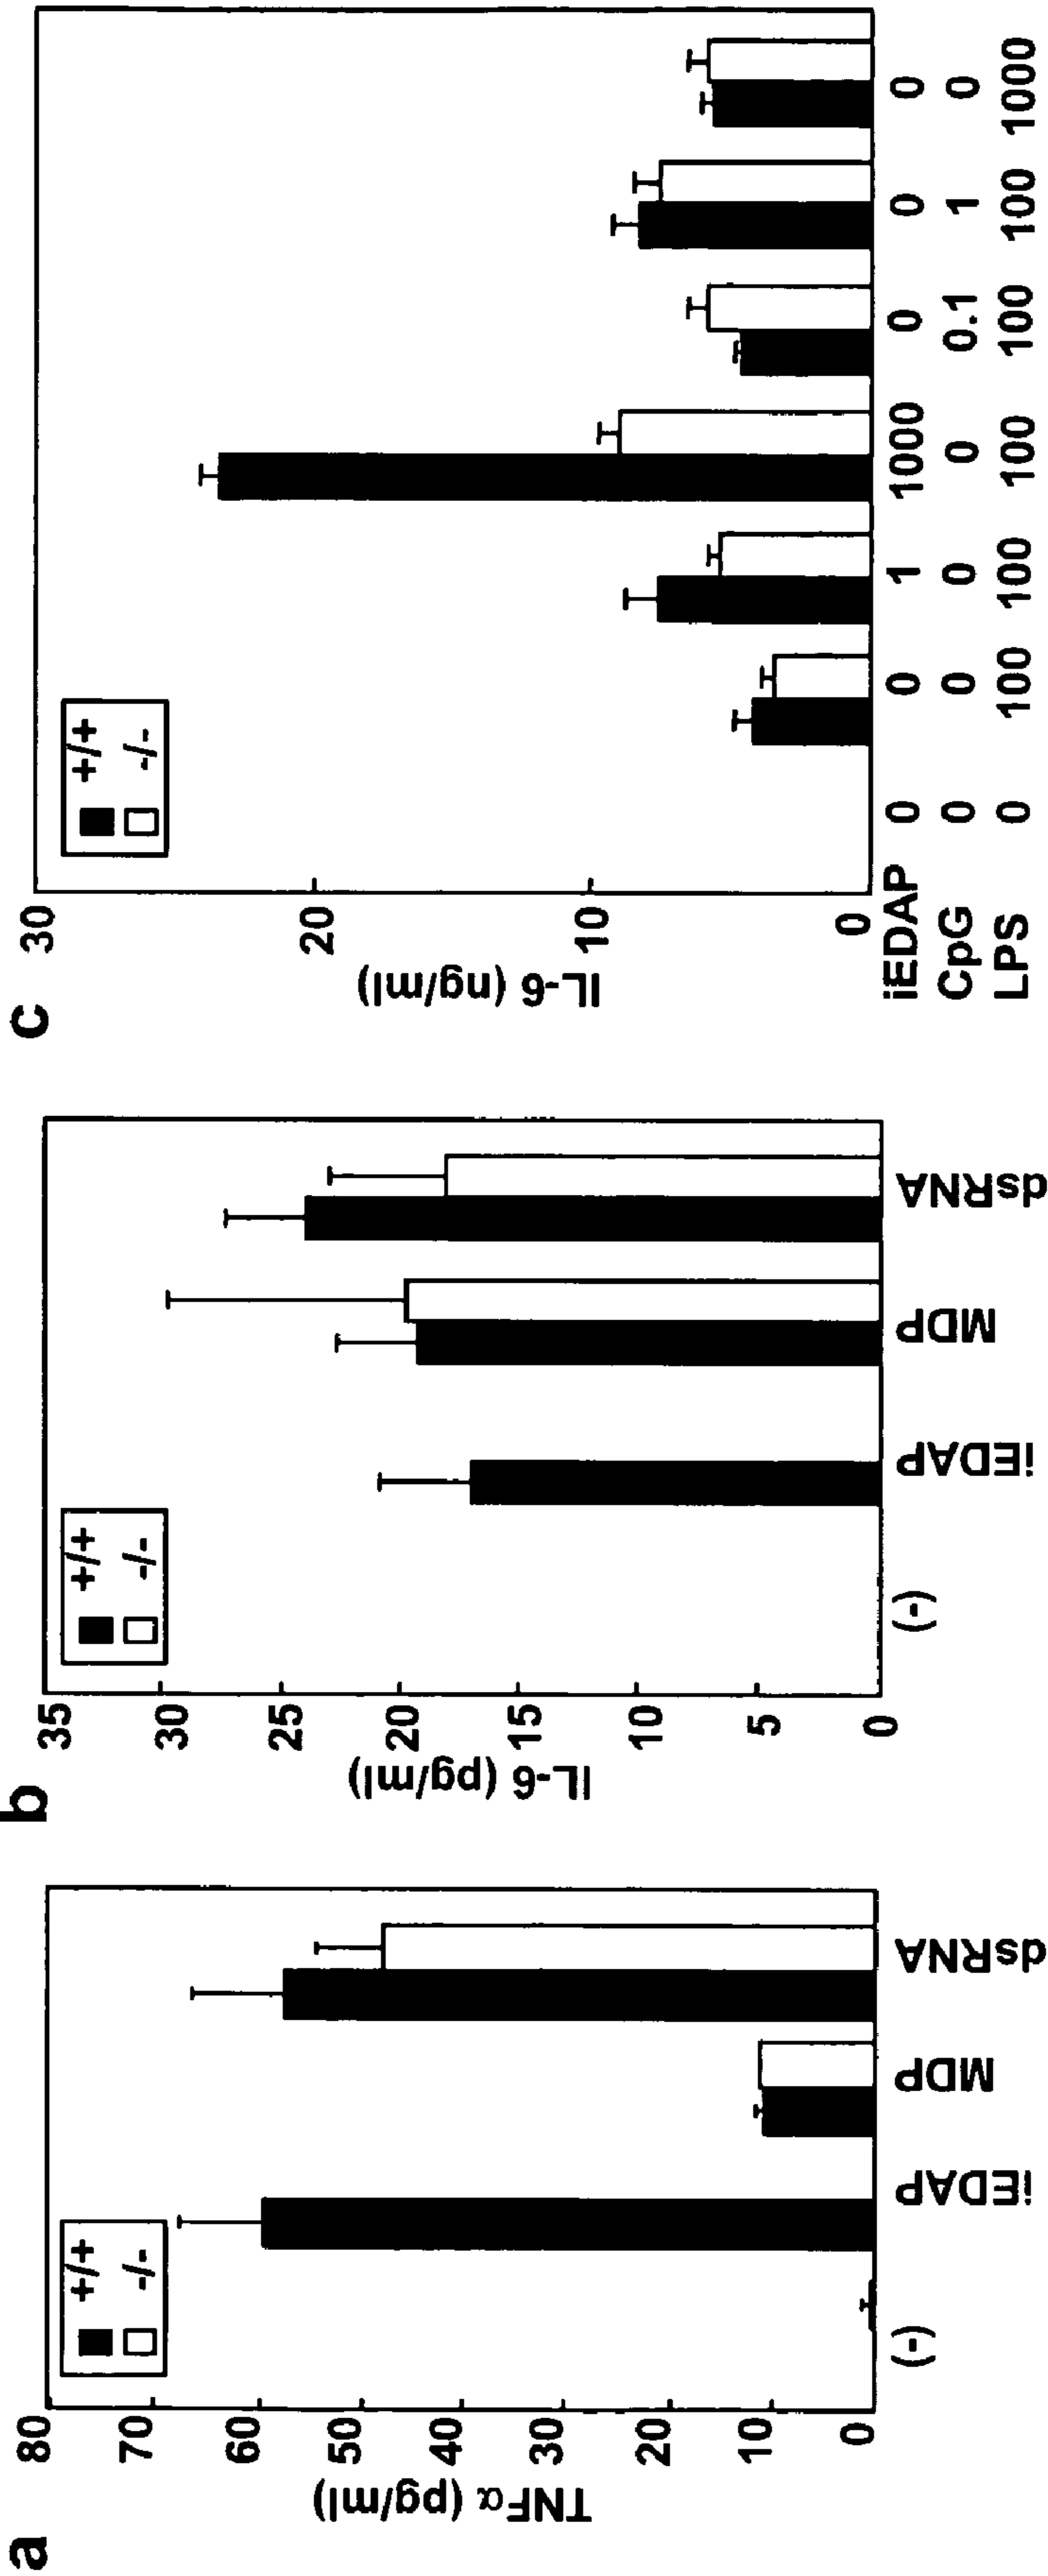 a
TNFα (pg/ml)
80
70
60
50
40
30
20
10
0
+/+
-/-
(-)
iEDAP
MDP
dsRNA
b
IL-6 (pg/ml)
35
30
25
20
15
10
5
0
+/+
-/-
(-)
iEDAP
MDP
dsRNA
c
IL-6 (ng/ml)
30
20
10
0
+/+
-/-
iEDAP 0 0 1 1000 0 0 0
CpG 0 0 0 0 0.1 1 0
LPS 0 100 100 100 100 100 1000